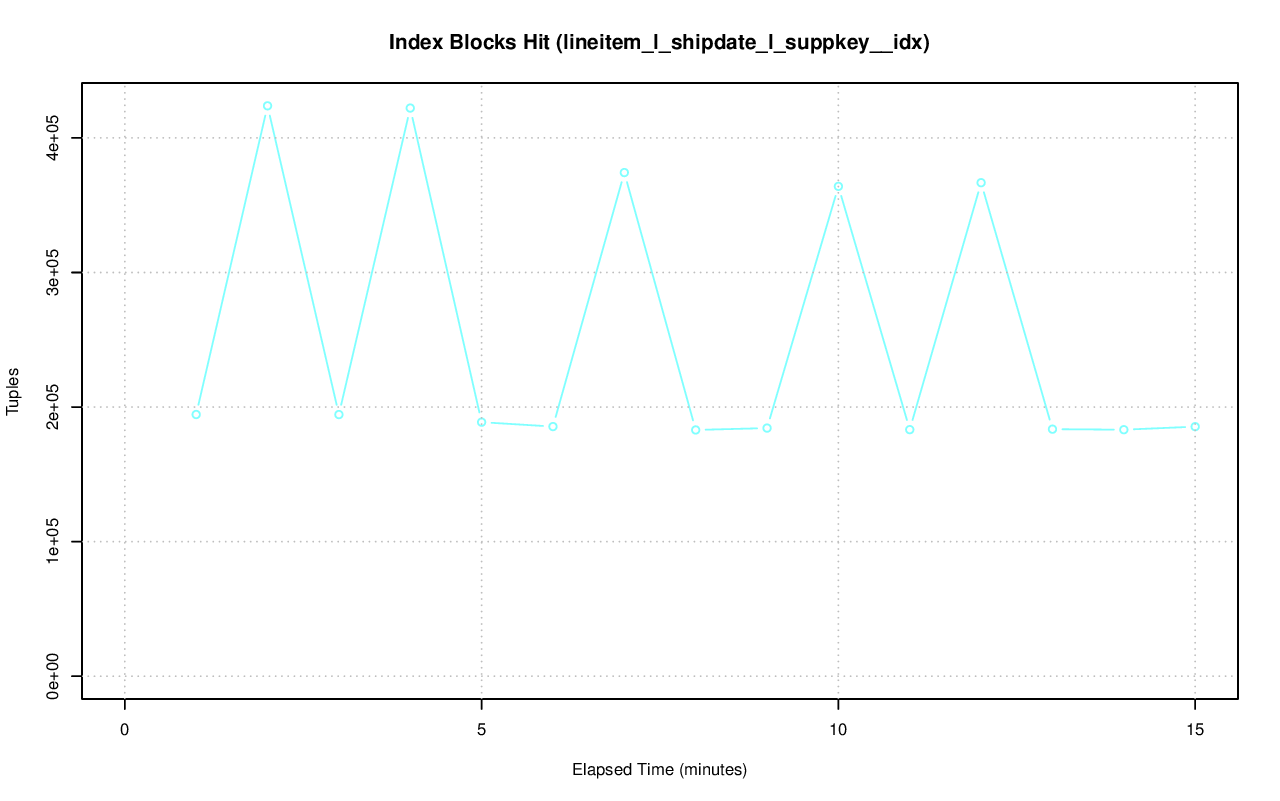 Index Blocks Hit (lineitem_l_shipdate_l_suppkey__idx)
Tuples
4e+05
3e+05
2e+05
1e+05
0e+00
0 5 10 15
Elapsed Time (minutes)